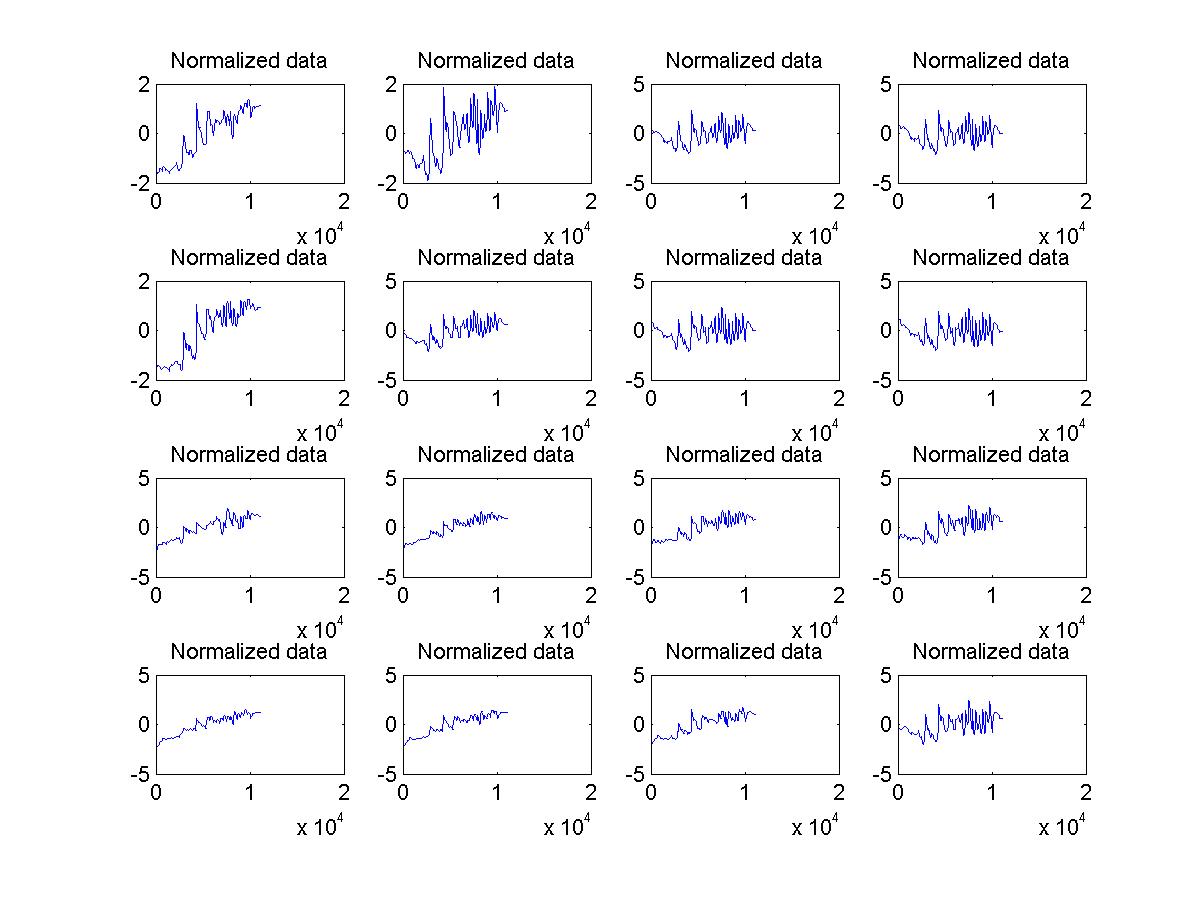 Normalized data Normalized data Normalized data Normalized data
2 2 5 5
0 0 0 0
-2 -2 -5 -5
0 1 2 0 1 2 0 1 2 0 1 2
x 10^4 x 10^4 x 10^4 x 10^4
Normalized data Normalized data Normalized data Normalized data
2 5 5 5
0 0 0 0
-2 -5 -5 -5
0 1 2 0 1 2 0 1 2 0 1 2
x 10^4 x 10^4 x 10^4 x 10^4
Normalized data Normalized data Normalized data Normalized data
5 5 5 5
0 0 0 0
-5 -5 -5 -5
0 1 2 0 1 2 0 1 2 0 1 2
x 10^4 x 10^4 x 10^4 x 10^4
Normalized data Normalized data Normalized data Normalized data
5 5 5 5
0 0 0 0
-5 -5 -5 -5
0 1 2 0 1 2 0 1 2 0 1 2
x 10^4 x 10^4 x 10^4 x 10^4